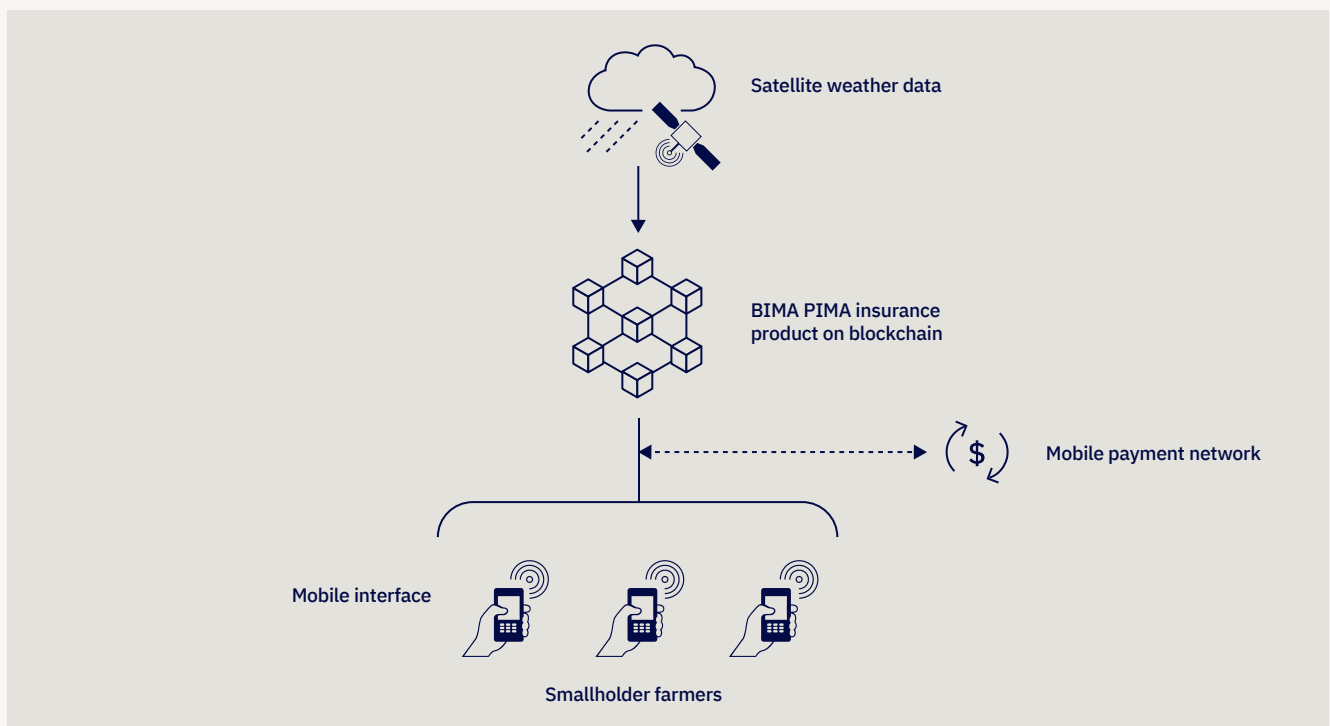 Satellite weather data
BIMA PIMA insurance
product on blockchain
$
Mobile payment network
Mobile interface
Smallholder farmers